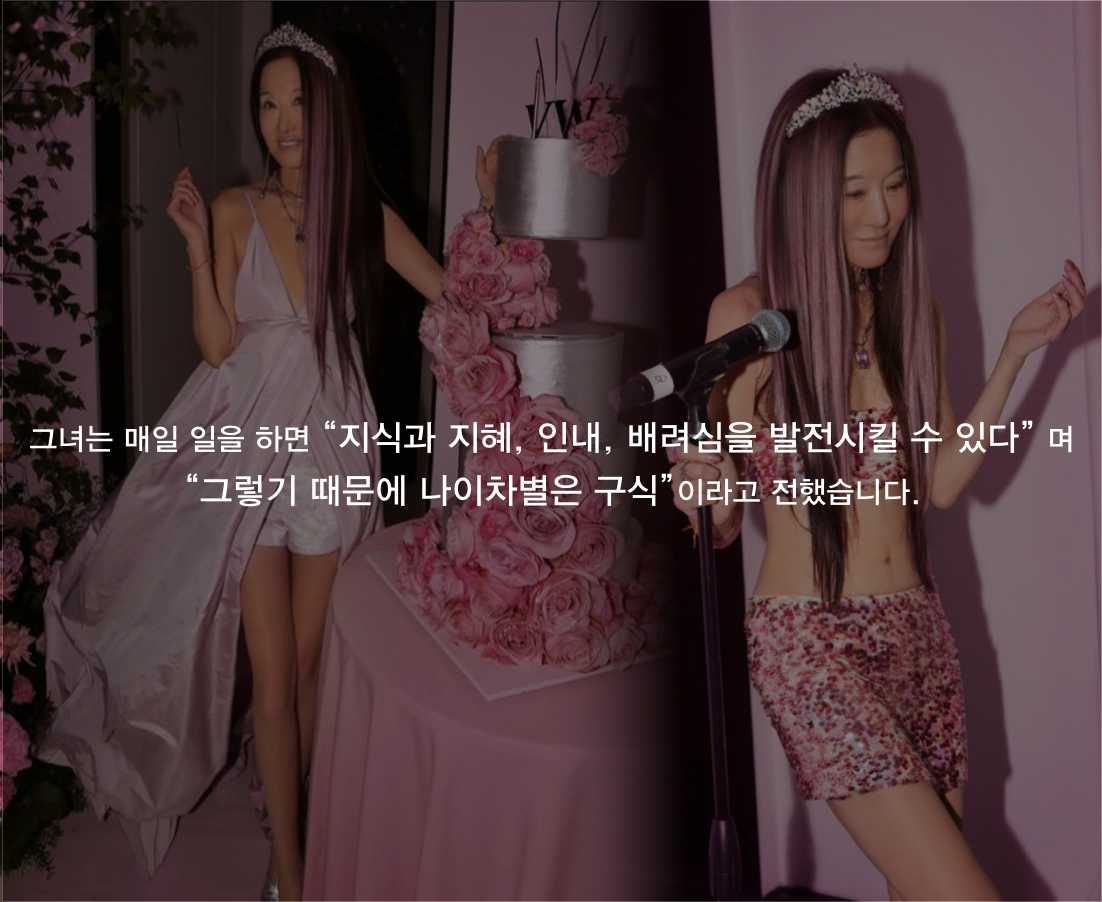 VW
그녀는 매일 일을 하면 “지식과 지혜, 인내, 배려심을 발전시킬 수 있다” 며
“그렇기 때문에 나이차별은 구식”이라고 전했습니다.